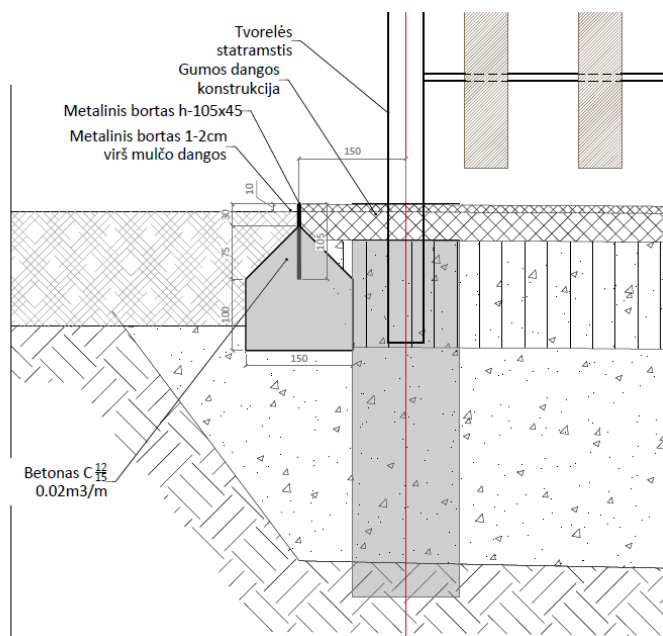 Tvorelės
statramstis
Gumos dangos
konstrukcija
Metalinis bortas h-105x45
Metalinis bortas 1-2cm
virš mulčo dangos
150
10
30
105
75
100
150
Betonas C 12/15
0.02m3/m